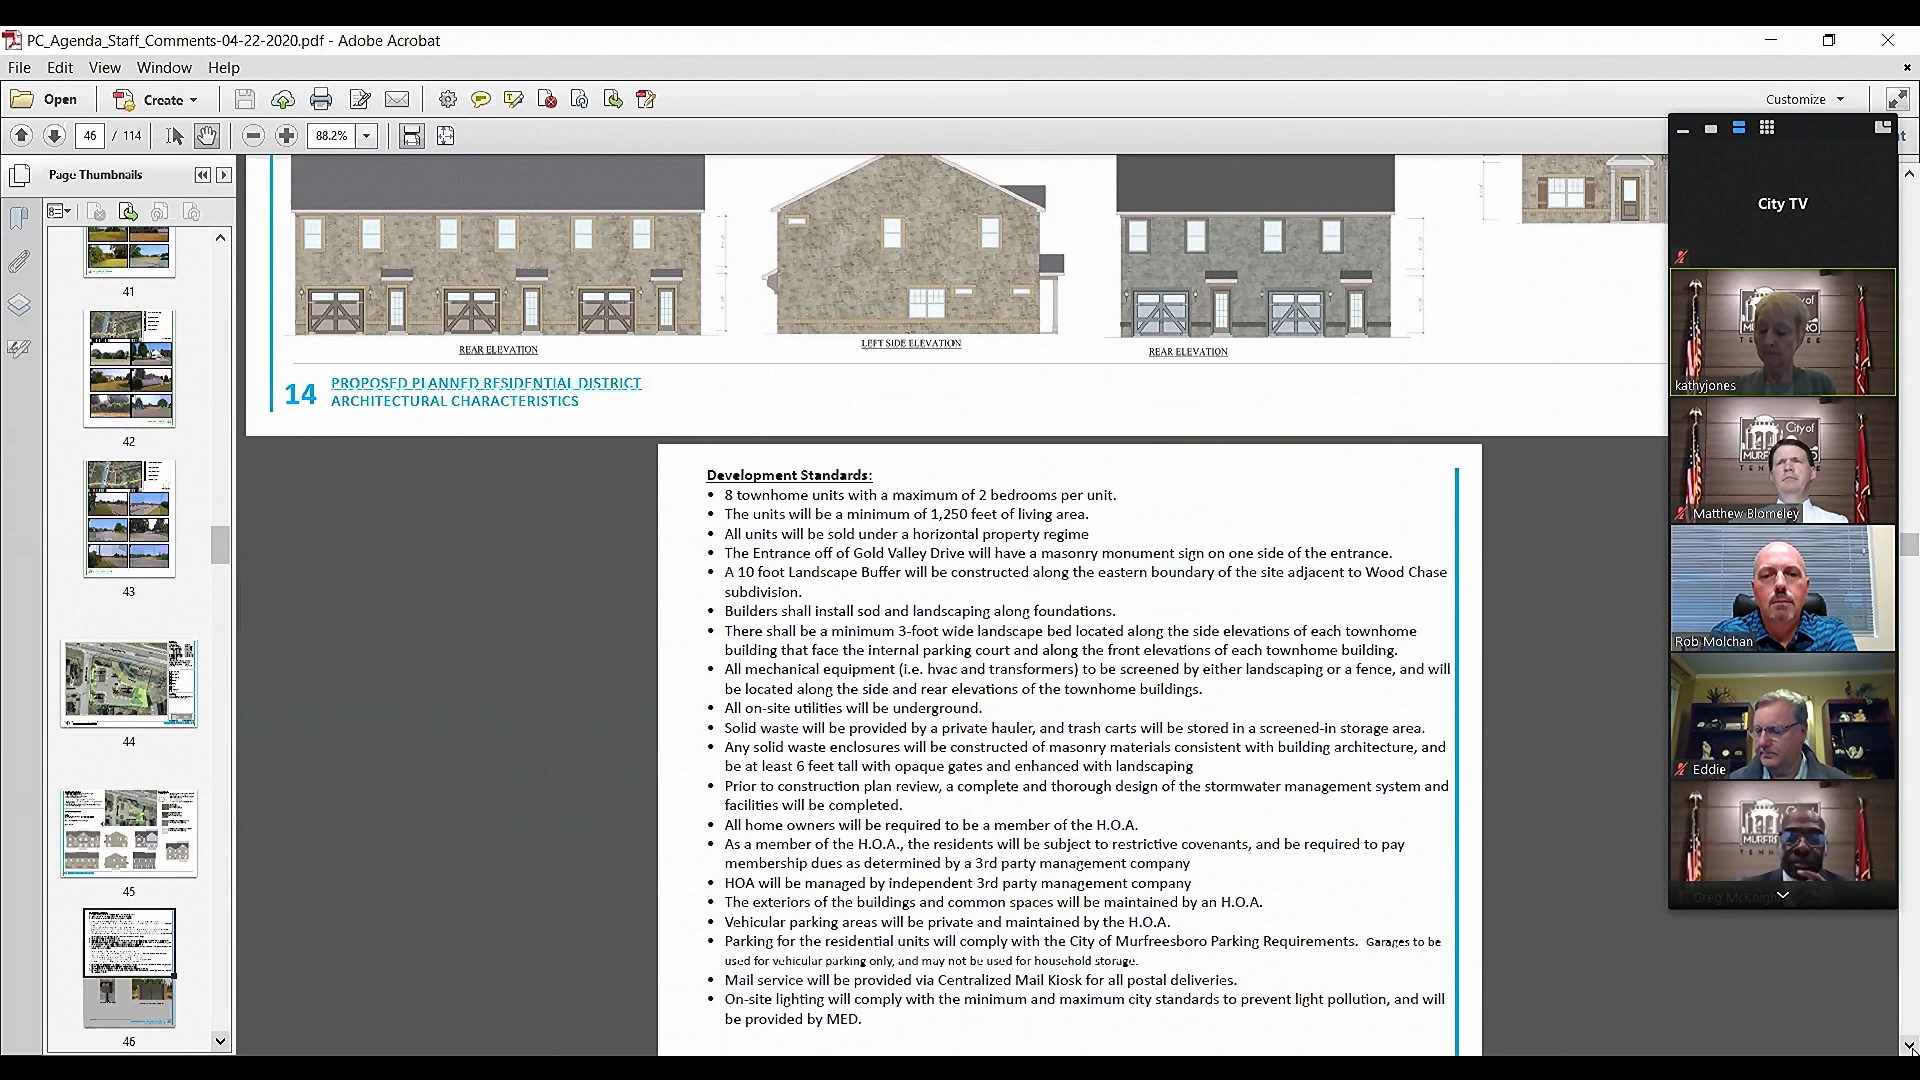 PC_Agenda_Staff_Comments-04-22-2020.pdf - Adobe Acrobat
File Edit View Window Help
Open Create Customize
46 / 114 88.2%
Page Thumbnails
41
42
43
44
45
46
REAR ELEVATION
LEFT SIDE ELEVATION
REAR ELEVATION
14 PROPOSED PLANNED RESIDENTIAL DISTRICT
ARCHITECTURAL CHARACTERISTICS
Development Standards:
• 8 townhome units with a maximum of 2 bedrooms per unit.
• The units will be a minimum of 1,250 feet of living area.
• All units will be sold under a horizontal property regime
• The Entrance off of Gold Valley Drive will have a masonry monument sign on one side of the entrance.
• A 10 foot Landscape Buffer will be constructed along the eastern boundary of the site adjacent to Wood Chase
subdivision.
• Builders shall install sod and landscaping along foundations.
• There shall be a minimum 3-foot wide landscape bed located along the side elevations of each townhome
building that face the internal parking court and along the front elevations of each townhome building.
• All mechanical equipment (i.e. hvac and transformers) to be screened by either landscaping or a fence, and will
be located along the side and rear elevations of the townhome buildings.
• All on-site utilities will be underground.
• Solid waste will be provided by a private hauler, and trash carts will be stored in a screened-in storage area.
• Any solid waste enclosures will be constructed of masonry materials consistent with building architecture, and
be at least 6 feet tall with opaque gates and enhanced with landscaping
• Prior to construction plan review, a complete and thorough design of the stormwater management system and
facilities will be completed.
• All home owners will be required to be a member of the H.O.A.
• As a member of the H.O.A., the residents will be subject to restrictive covenants, and be required to pay
membership dues as determined by a 3rd party management company
• HOA will be managed by independent 3rd party management company
• The exteriors of the buildings and common spaces will be maintained by an H.O.A.
• Vehicular parking areas will be private and maintained by the H.O.A.
• Parking for the residential units will comply with the City of Murfreesboro Parking Requirements. Garages to be
used for vehicular parking only, and may not be used for household storage.
• Mail service will be provided via Centralized Mail Kiosk for all postal deliveries.
• On-site lighting will comply with the minimum and maximum city standards to prevent light pollution, and will
be provided by MED.
City TV
kathyjones
City of
Matthew Blomeley
Rob Molchan
Eddie
Greg McKnight